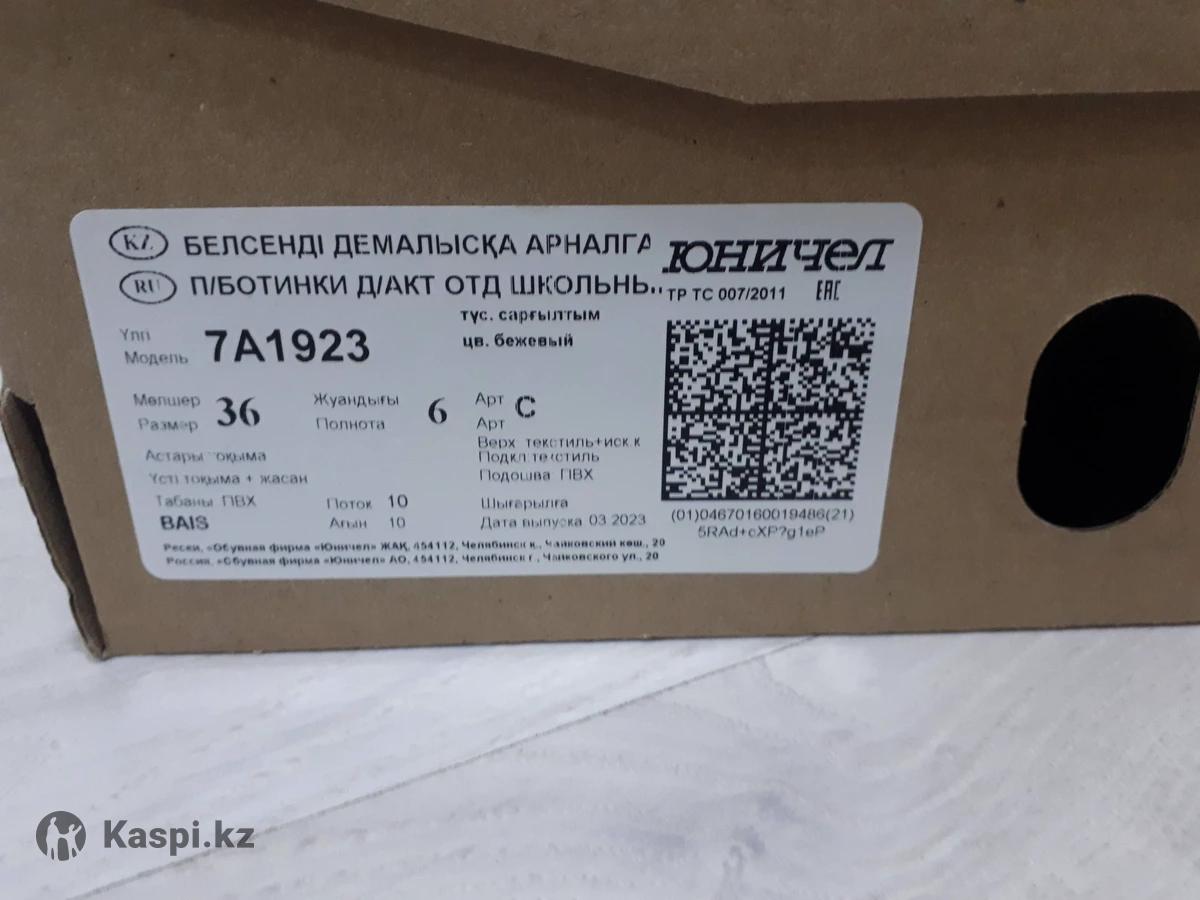 KZ БЕЛСЕНДІ ДЕМАЛЫСҚА АРНАЛҒА
RU П/БОТИНКИ Д/АКТ ОТД ШКОЛЬНЫ
ЮНИЧЕЛ
ТР ТС 007/2011 EAC
түс. сарғылтым
цв. бежевый
Үлгі
Модель 7А1923
Мөлшер
Размер 36
Жуандығы
Полнота 6
Арт
Арт С
Верх текстиль+иск.к
Подкл.текстиль
Подошва ПВХ
Астары тоқыма
Үсті тоқыма + жасан
Табаны ПВХ
BAIS
Поток 10
Ағын 10
Шығарылға
Дата выпуска 03 2023
(01)04670160019486(21)
5RAd+cXP?g1eP
Ресей, «Обувная фирма «Юничел» ЖАҚ, 454112, Челябинск қ., Чайковский көш., 20
Россия, «Обувная фирма «Юничел» АО, 454112, Челябинск г., Чайковского ул., 20
Kaspi.kz